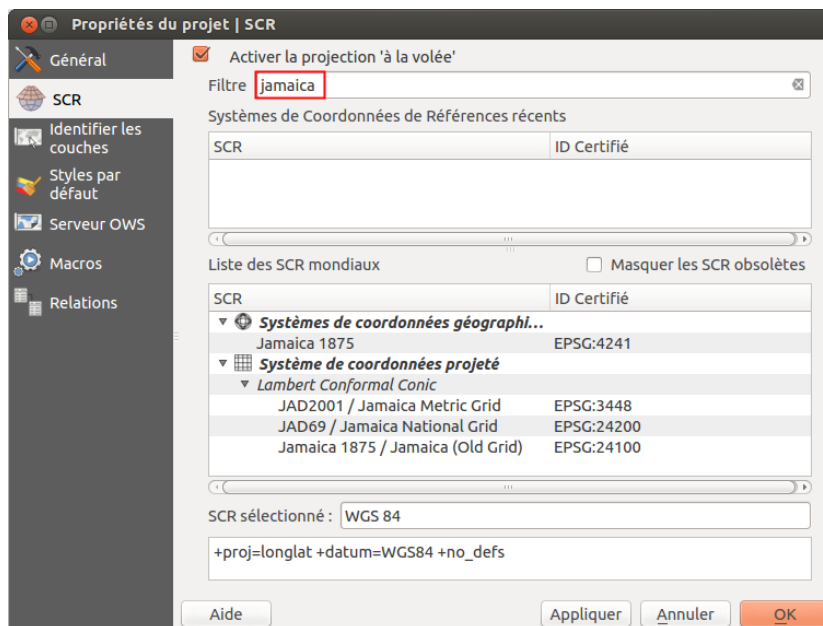 Propriétés du projet | SCR
Général
SCR
Identifier les
couches
Styles par
défaut
Serveur OWS
Macros
Relations
Activer la projection 'à la volée'
Filtre jamaica
Systèmes de Coordonnées de Références récents
SCR ID Certifié
Liste des SCR mondiaux Masquer les SCR obsolètes
SCR ID Certifié
Systèmes de coordonnées géographi...
Jamaica 1875 EPSG:4241
Système de coordonnées projeté
Lambert Conformal Conic
JAD2001 / Jamaica Metric Grid EPSG:3448
JAD69 / Jamaica National Grid EPSG:24200
Jamaica 1875 / Jamaica (Old Grid) EPSG:24100
SCR sélectionné : WGS 84
+proj=longlat +datum=WGS84 +no_defs
Aide Appliquer Annuler OK